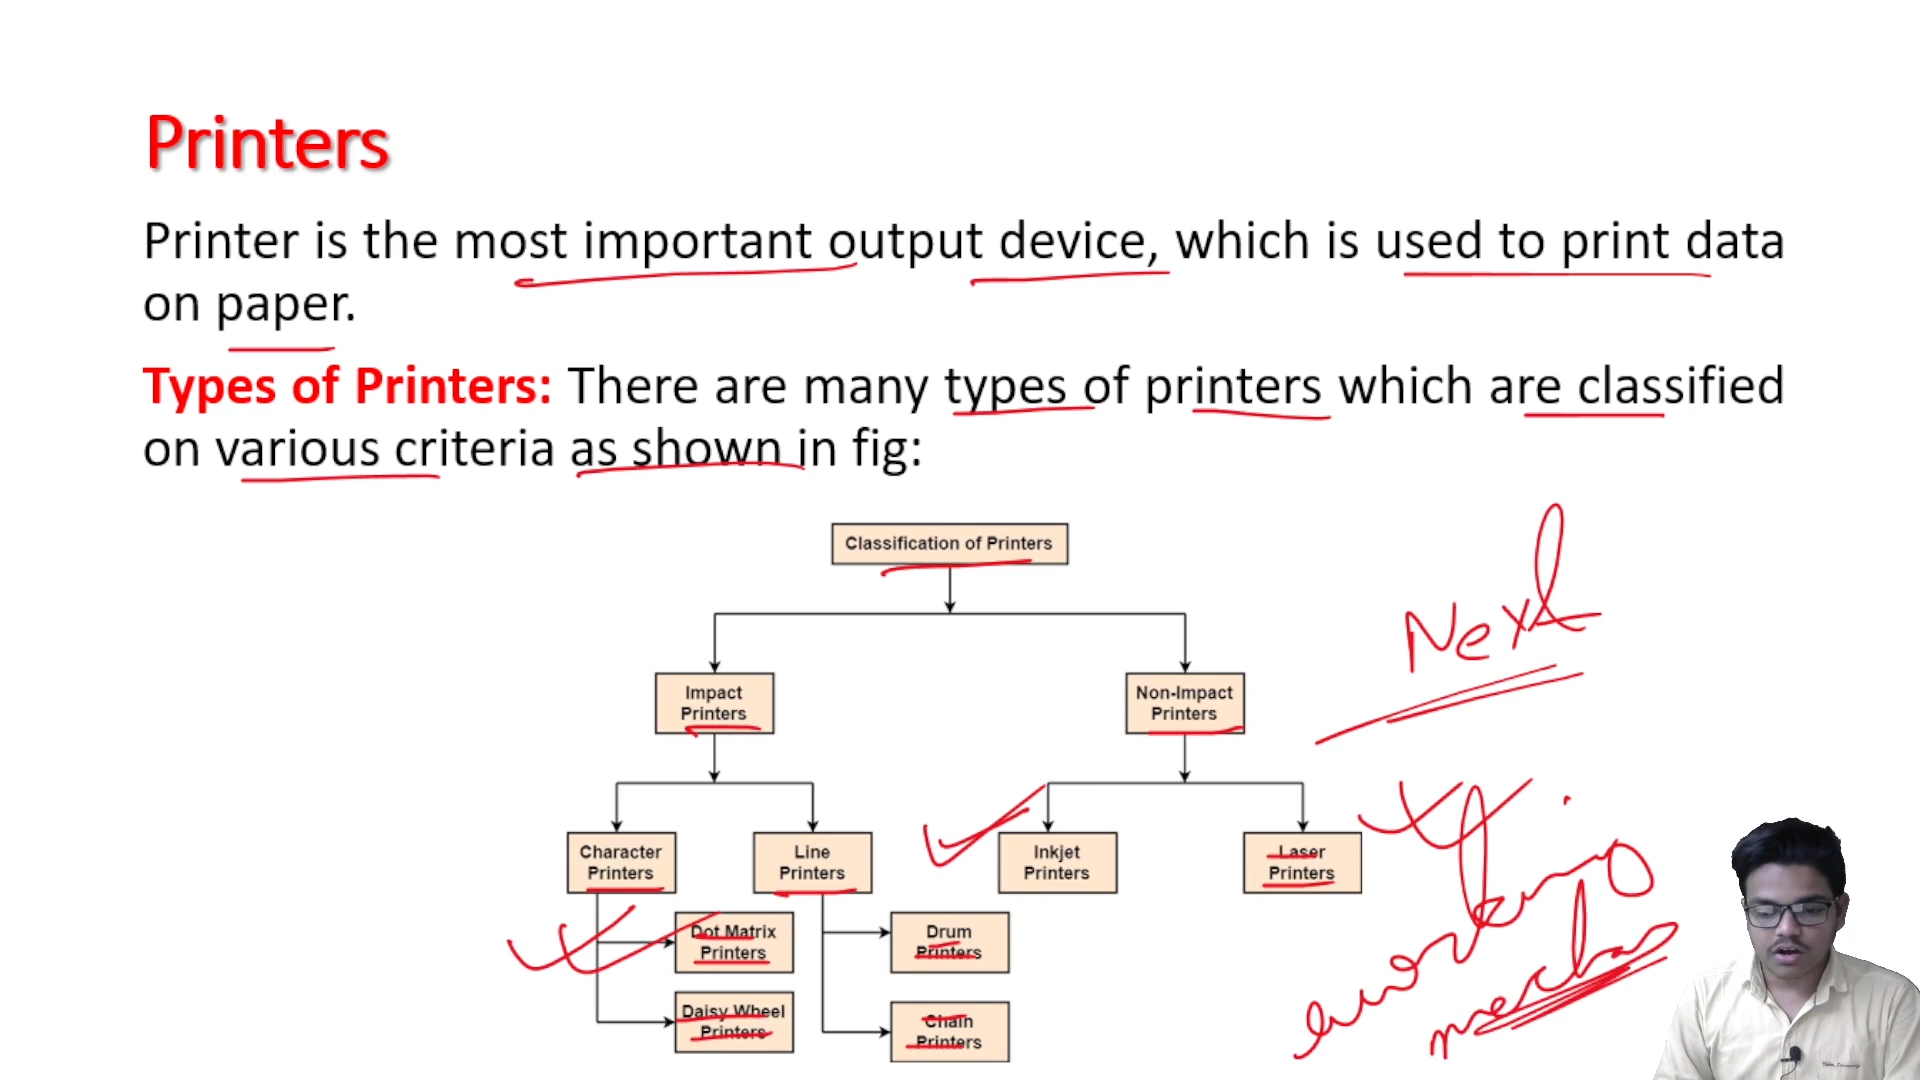 Printers
Printer is the most important output device, which is used to print data
on paper.
Types of Printers: There are many types of printers which are classified
on various criteria as shown in fig:
Classification of Printers
Next
Impact
Printers
Non-Impact
Printers
Character
Printers
Line
Printers
Inkjet
Printers
Laser
Printers
working
Dot Matrix
Printers
Drum
Printers
Daisy Wheel
Printers
Chain
Printers